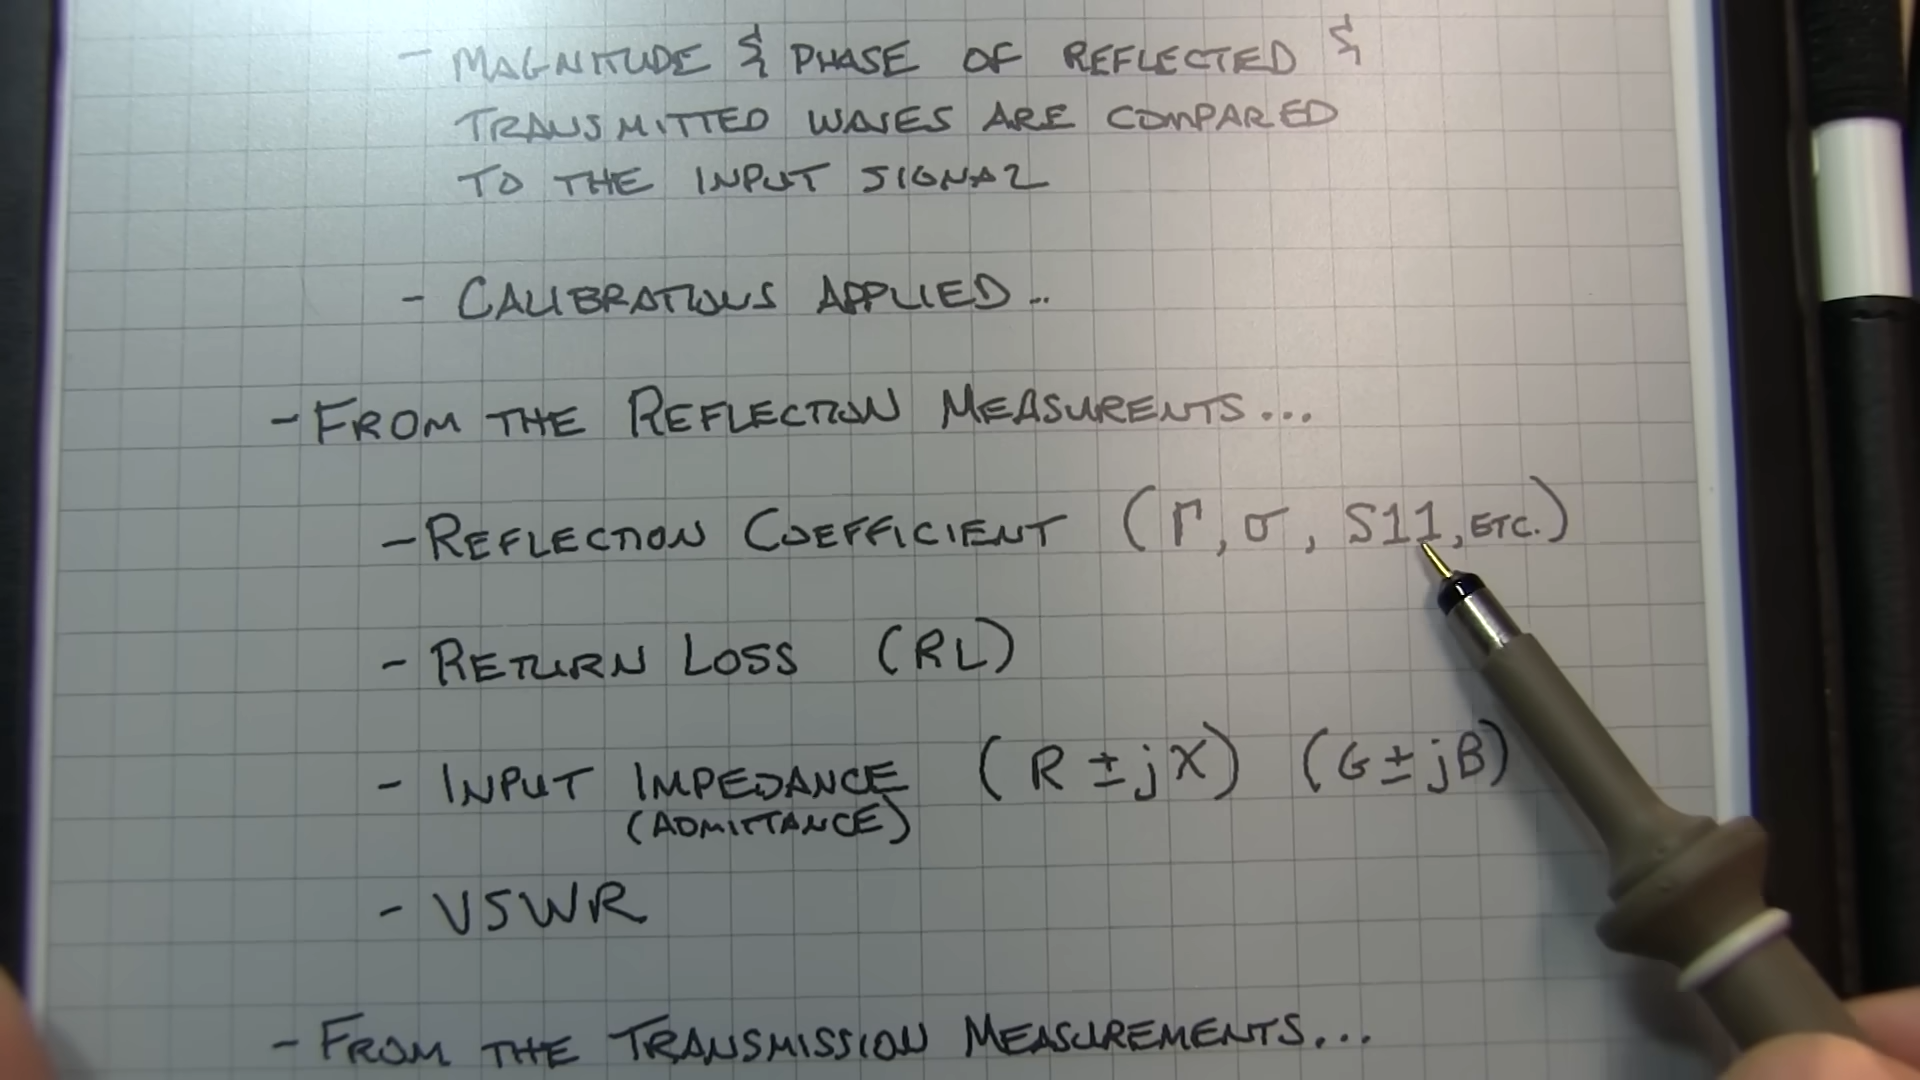 - MAGNITUDE & PHASE OF REFLECTED &
TRANSMITTED WAVES ARE COMPARED
TO THE INPUT SIGNAL
- CALIBRATIONS APPLIED..
- FROM THE REFLECTION MEASURENTS...
- REFLECTION COEFFICIENT (Γ, σ, S11, ETC.)
- RETURN LOSS (RL)
- INPUT IMPEDANCE (R ± jX) (G ± jB)
(ADMITTANCE)
- VSWR
- FROM THE TRANSMISSION MEASUREMENTS...